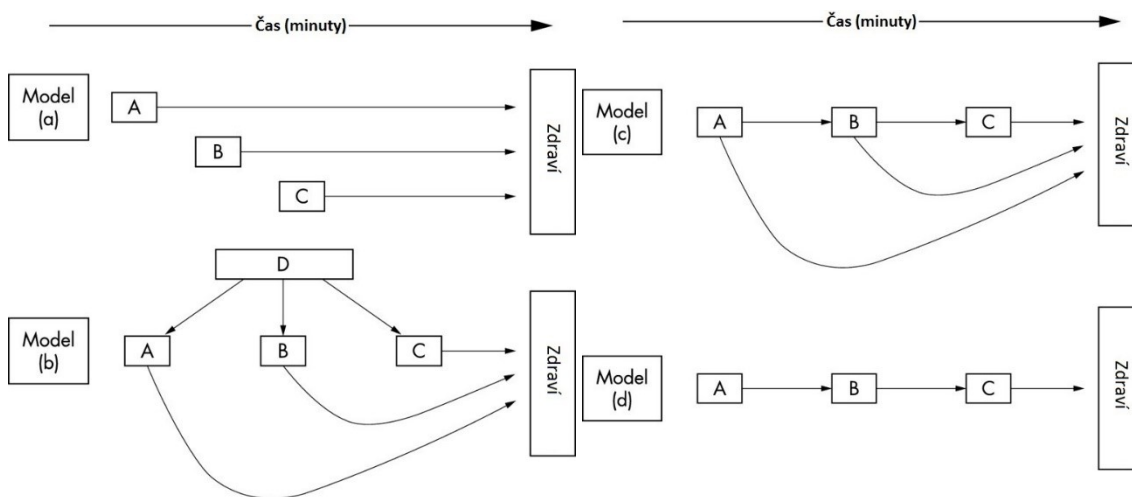 Čas (minuty)
Model
(a)
A
B
C
Zdraví
D
Model
(b)
A
B
C
Zdraví
Čas (minuty)
Model
(c)
A
B
C
Zdraví
Model
(d)
A
B
C
Zdraví